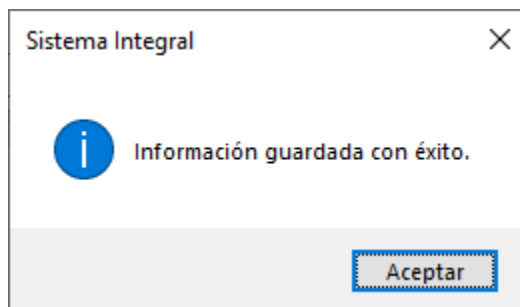 Sistema Integral
Información guardada con éxito.
Aceptar